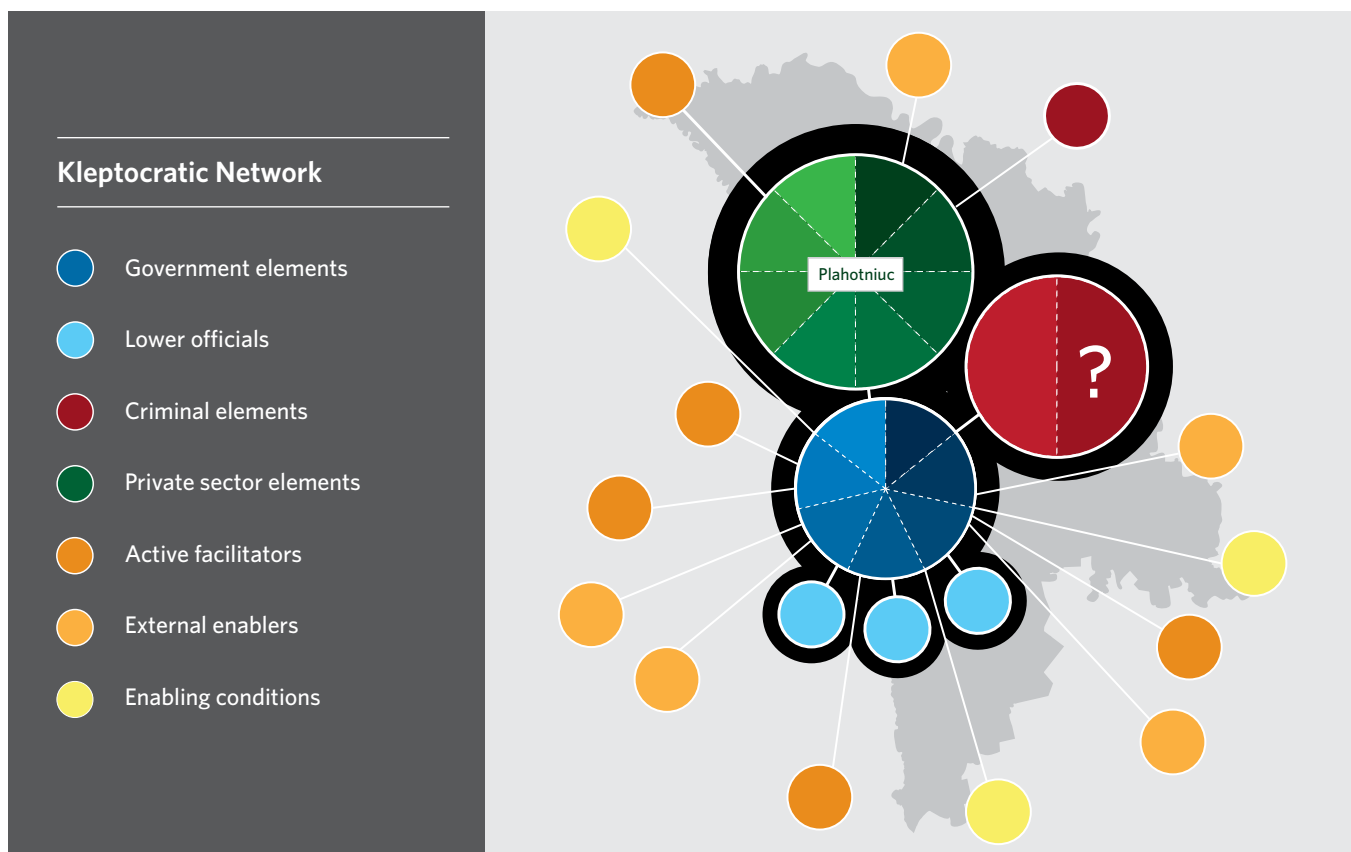 Kleptocratic Network
Government elements
Lower officials
Criminal elements
Private sector elements
Active facilitators
External enablers
Enabling conditions
Plahotniuc
?